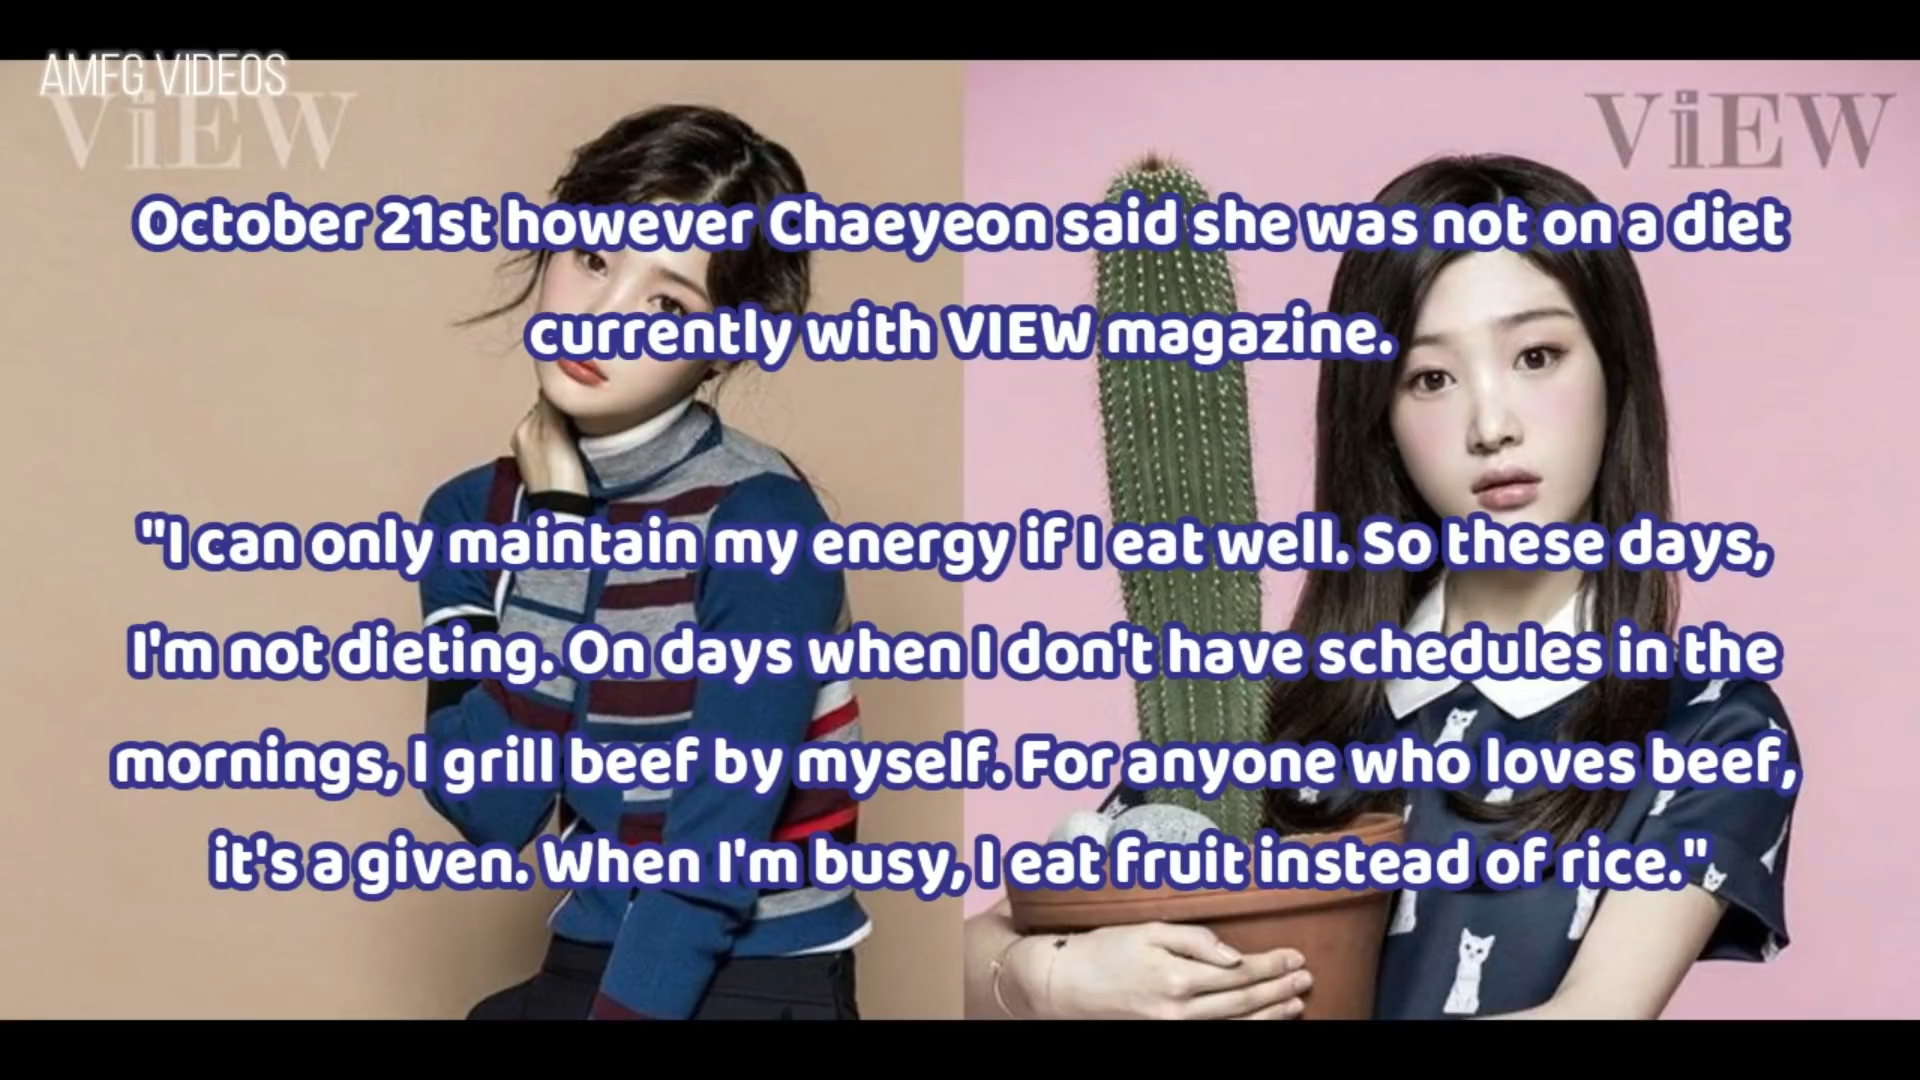 AMFG VIDEOS
ViEW
ViEW
October 21st however Chaeyeon said she was not on a diet
currently with VIEW magazine.
"I can only maintain my energy if I eat well. So these days,
I'm not dieting. On days when I don't have schedules in the
mornings, I grill beef by myself. For anyone who loves beef,
it's a given. When I'm busy, I eat fruit instead of rice."